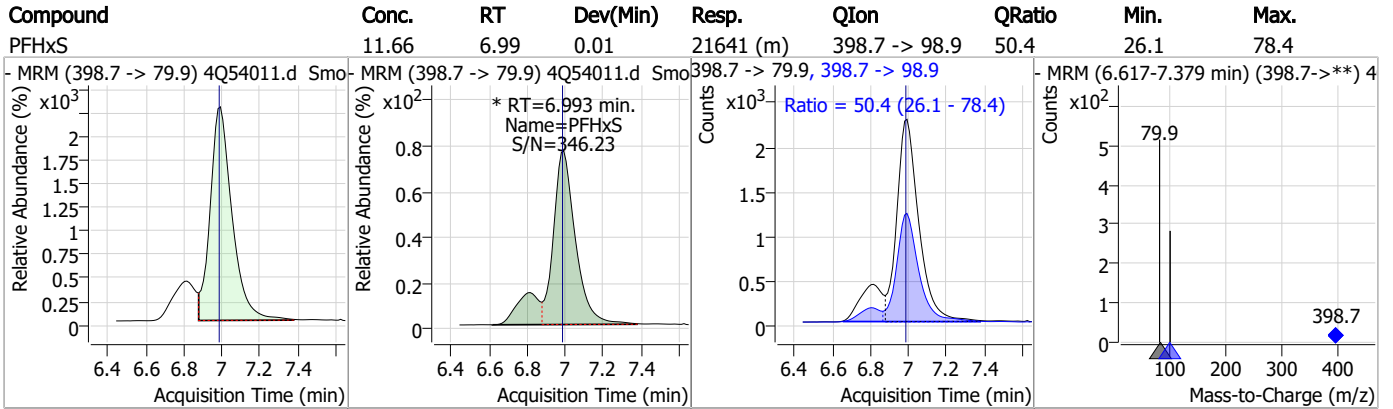 Compound Conc. RT Dev(Min) Resp. QIon QRatio Min. Max.
PFHxS 11.66 6.99 0.01 21641 (m) 398.7 -> 98.9 50.4 26.1 78.4
- MRM (398.7 -> 79.9) 4Q54011.d Smo
Relative Abundance (%)
x10³
2
1.75
1.5
1.25
1
0.75
0.5
0.25
0
6.4 6.6 6.8 7 7.2 7.4
Acquisition Time (min)
- MRM (398.7 -> 79.9) 4Q54011.d Smo
Relative Abundance (%)
x10²
* RT=6.993 min.
Name=PFHxS
S/N=346.23
0.8
0.6
0.4
0.2
0
6.4 6.6 6.8 7 7.2 7.4
Acquisition Time (min)
398.7 -> 79.9, 398.7 -> 98.9
Counts
x10³
Ratio = 50.4 (26.1 - 78.4)
2
1.5
1
0.5
0
6.4 6.6 6.8 7 7.2 7.4
Acquisition Time (min)
- MRM (6.617-7.379 min) (398.7->**) 4
Counts
x10²
79.9
5
4
3
2
1
0
398.7
100 200 300 400
Mass-to-Charge (m/z)